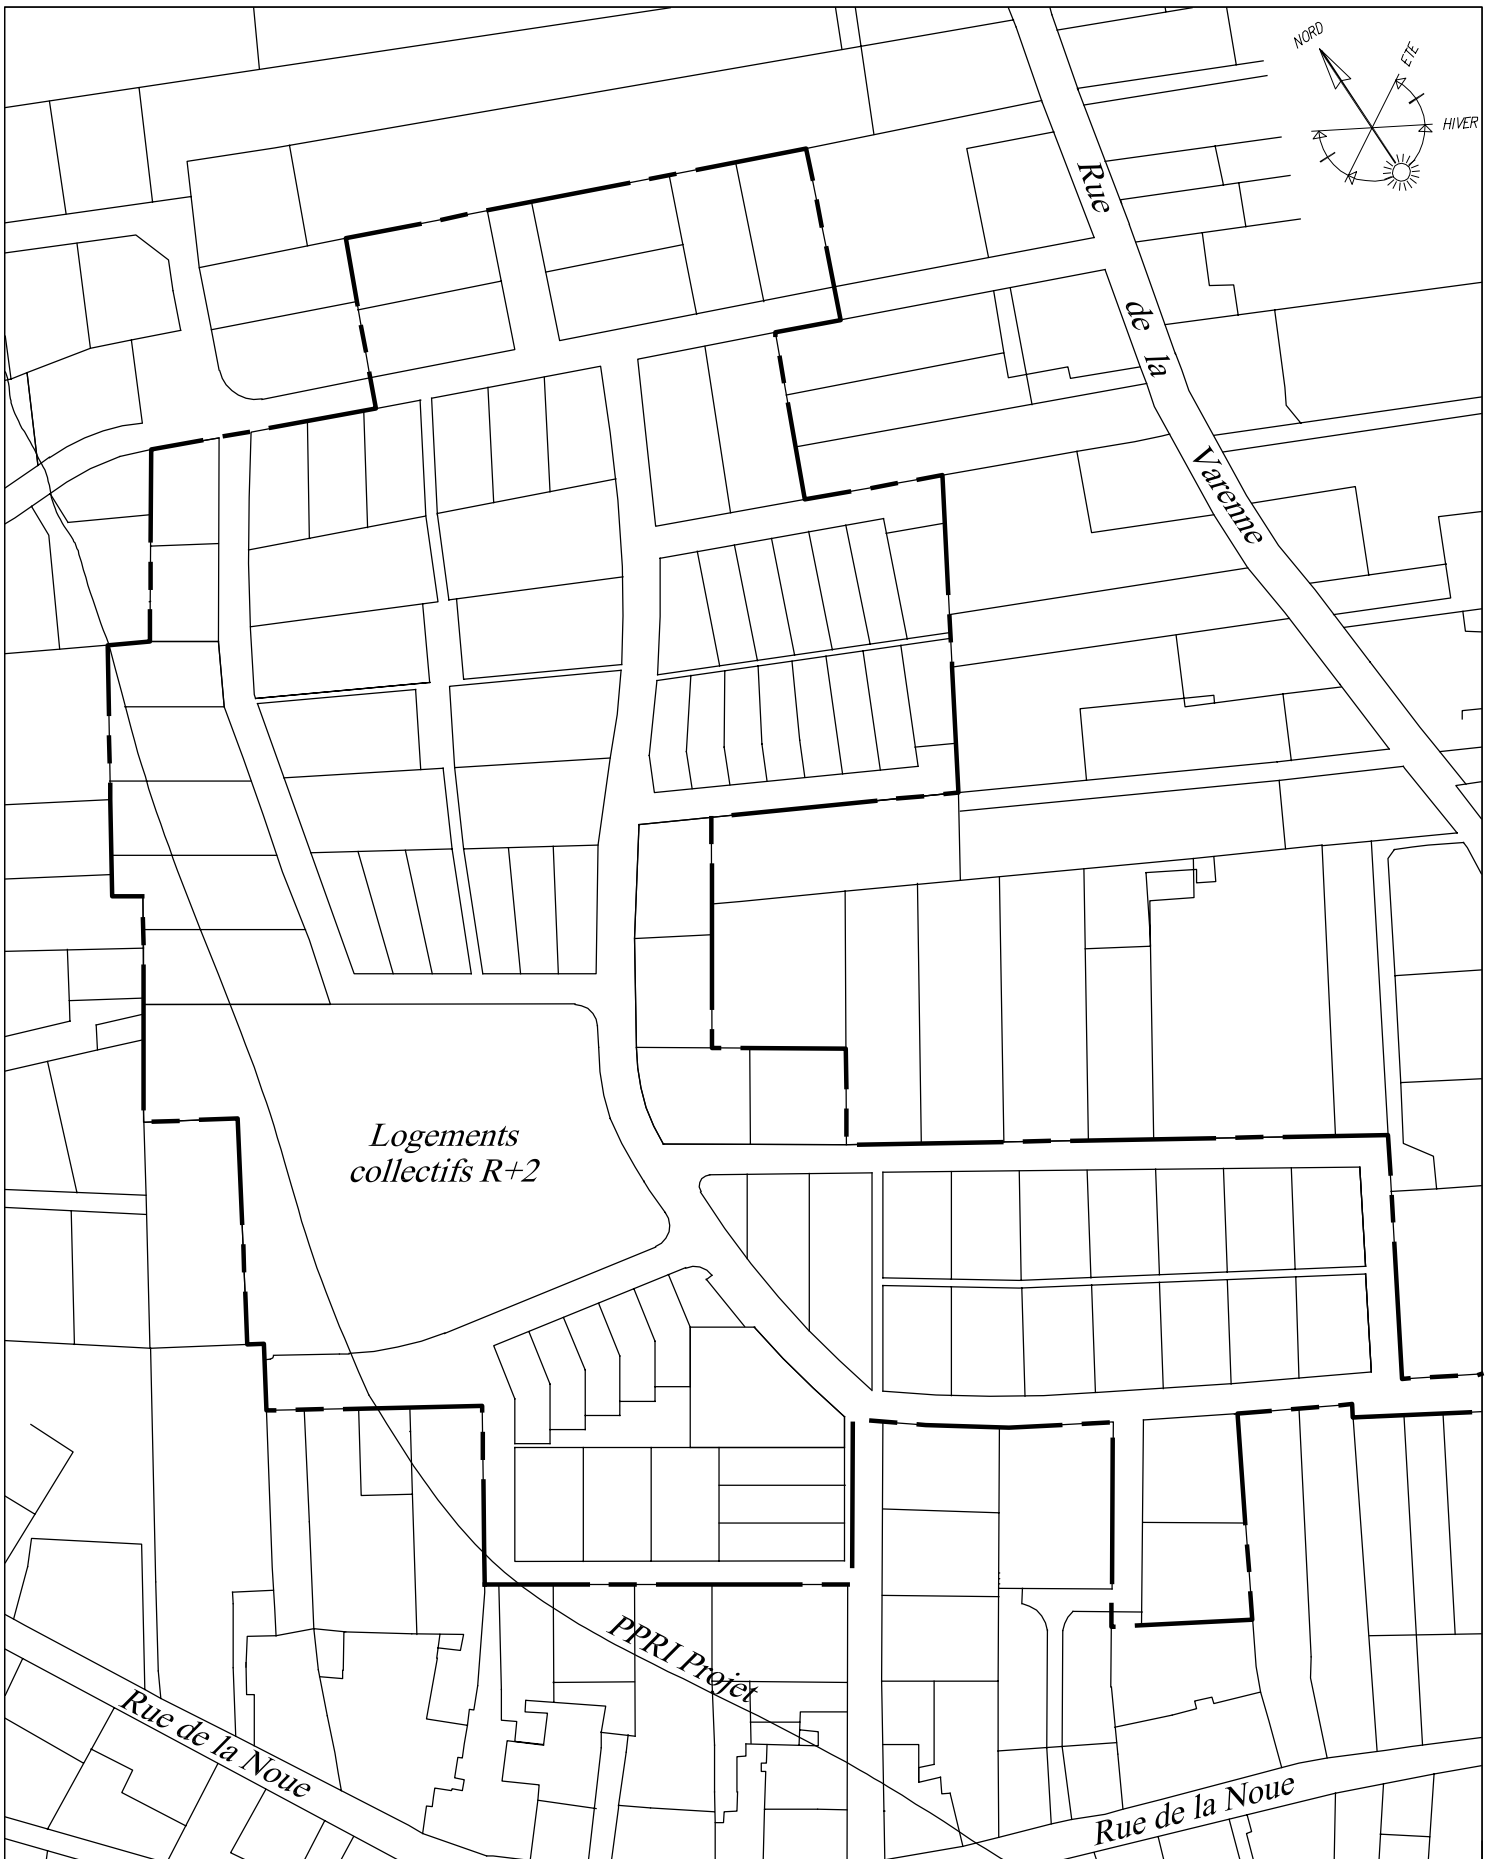 NORD
ETE
HIVER
Rue
de la
Varenne
Logements
collectifs R+2
PPRI Projet
Rue de la Noue
Rue de la Noue